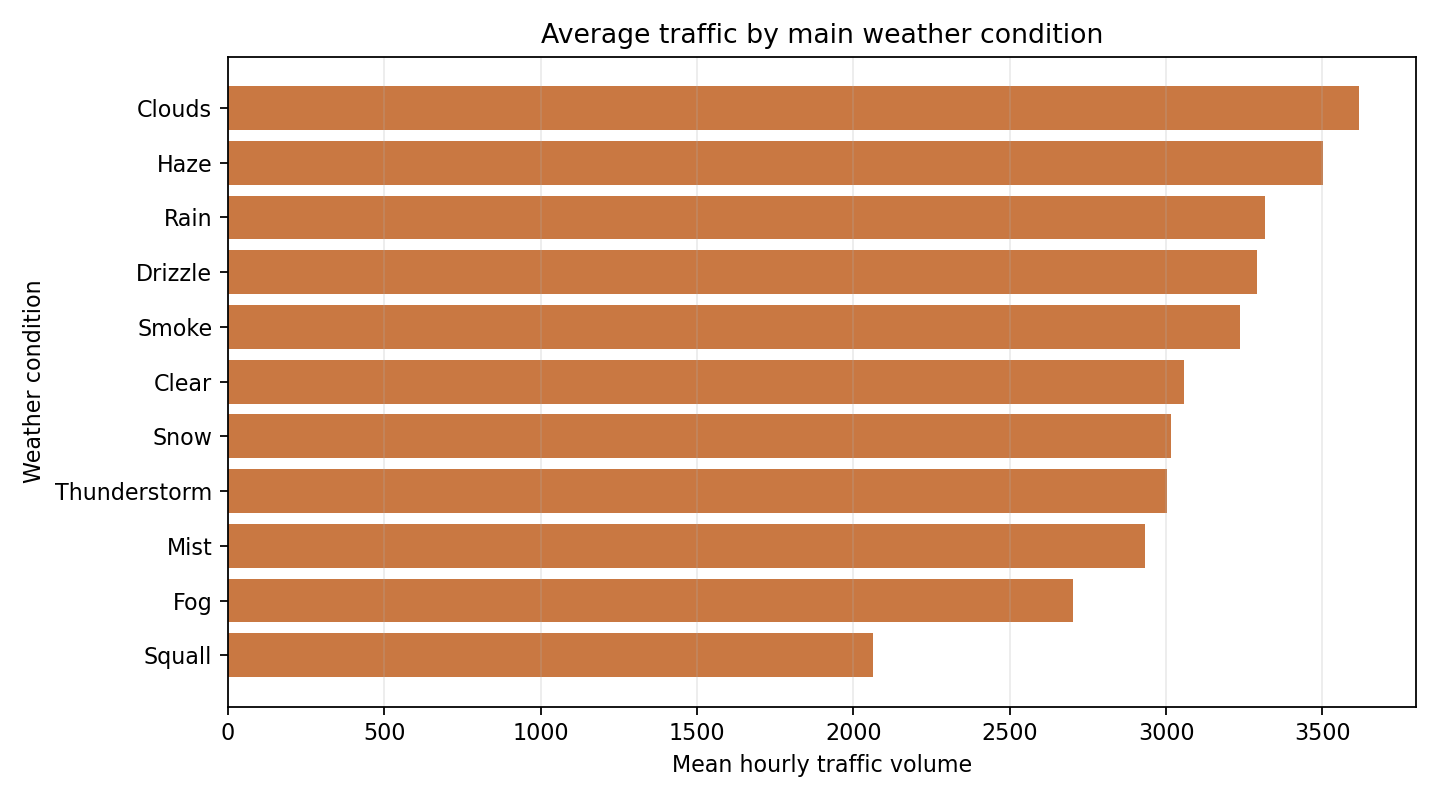 Average traffic by main weather condition
Weather condition
Clouds
Haze
Rain
Drizzle
Smoke
Clear
Snow
Thunderstorm
Mist
Fog
Squall
0 500 1000 1500 2000 2500 3000 3500
Mean hourly traffic volume